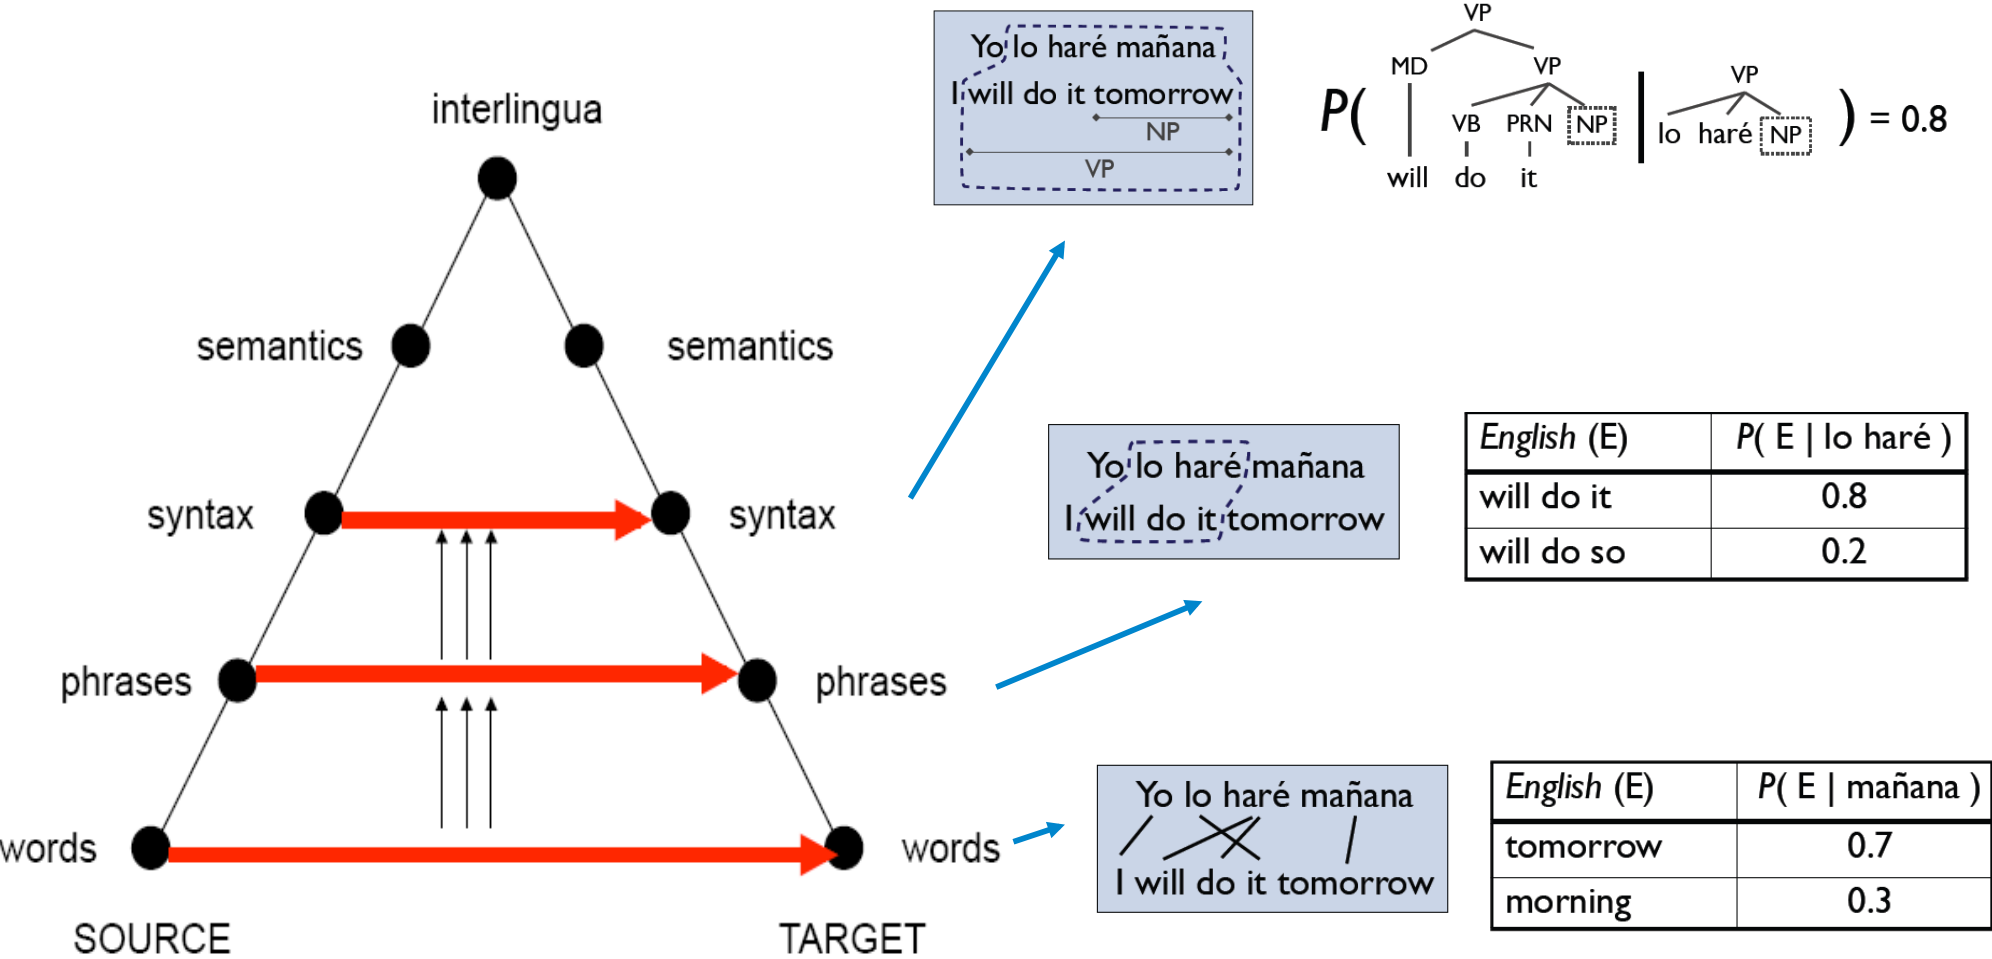 interlingua
semantics
semantics
syntax
syntax
phrases
phrases
words
words
SOURCE
TARGET
Yo lo haré mañana
I will do it tomorrow
NP
VP
VP
MD
VP
VB
PRN
NP
will
do
it
P(
VP
lo haré NP
) = 0.8
Yo lo haré mañana
I will do it tomorrow
English (E) P( E | lo haré )
will do it 0.8
will do so 0.2
Yo lo haré mañana
I will do it tomorrow
English (E) P( E | mañana )
tomorrow 0.7
morning 0.3